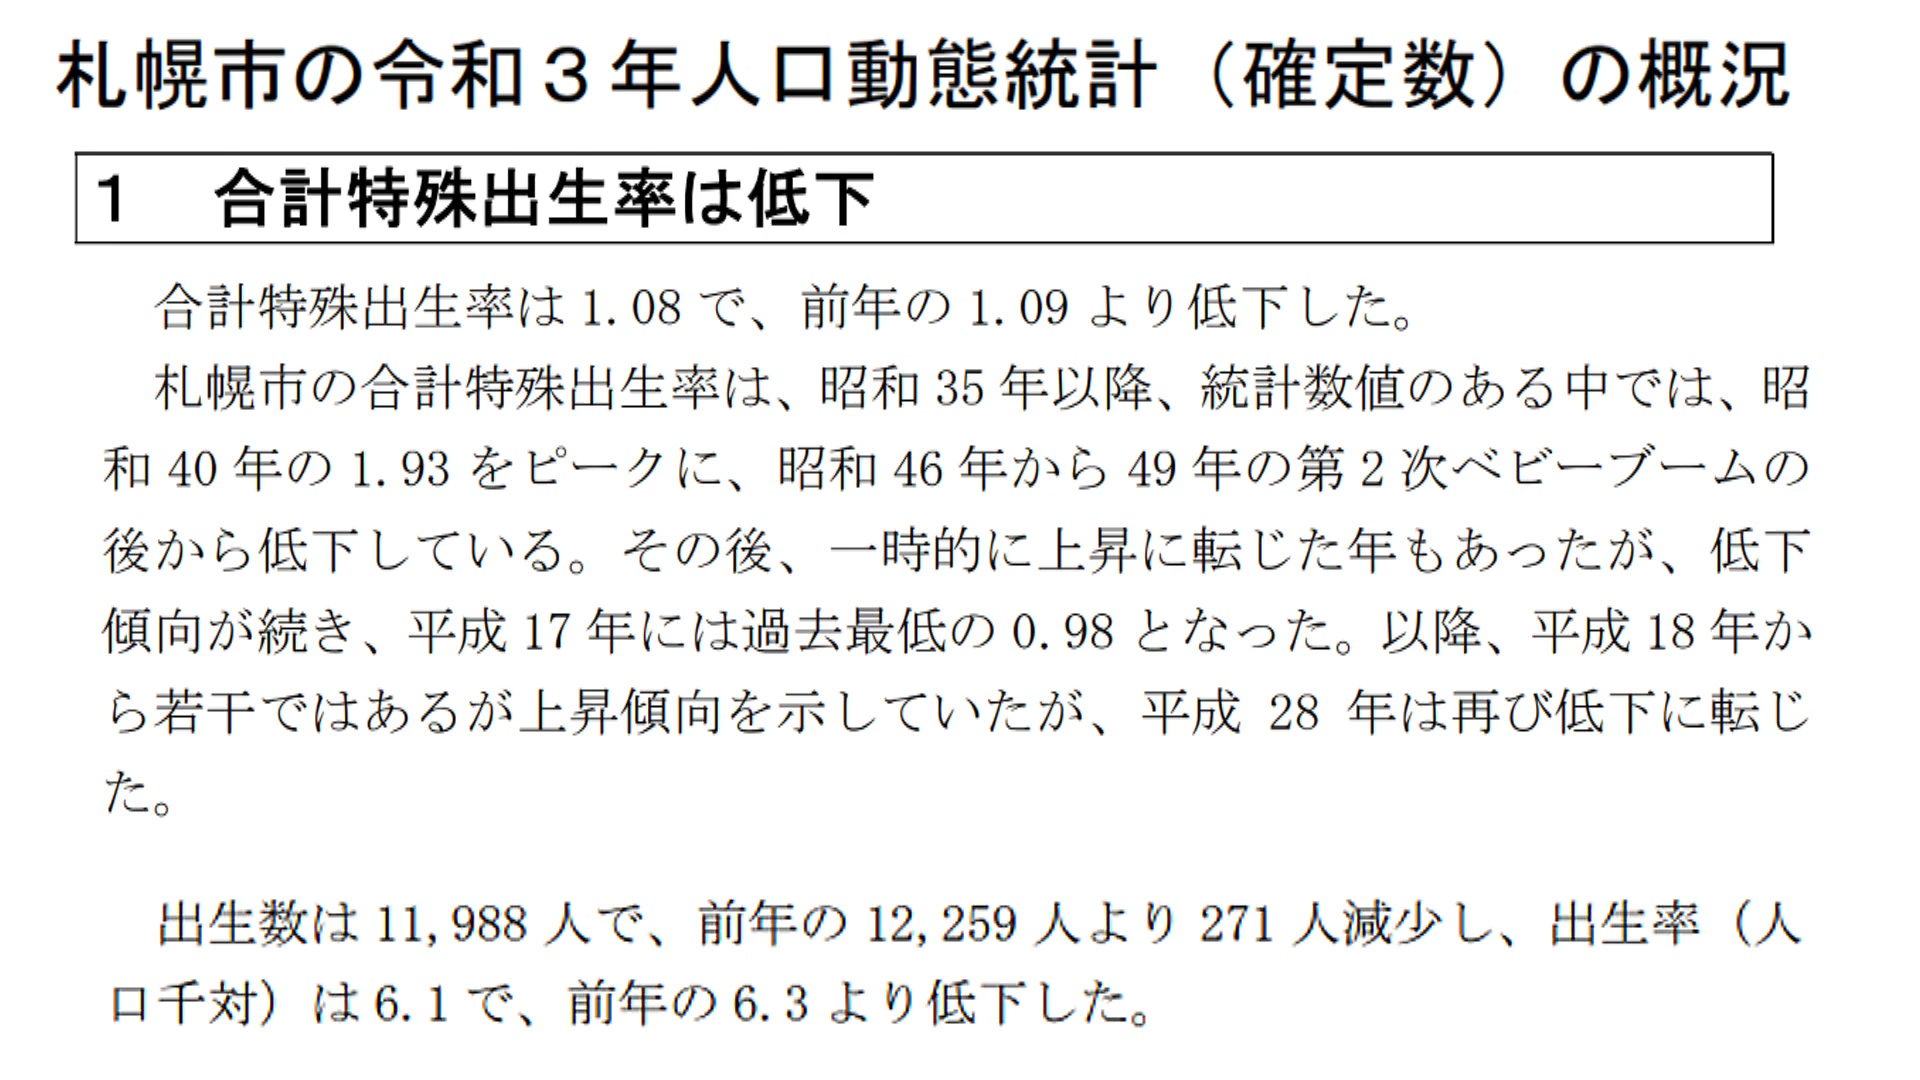 札幌市の令和３年人口動態統計（確定数）の概況
１　合計特殊出生率は低下
合計特殊出生率は 1.08 で、前年の 1.09 より低下した。
札幌市の合計特殊出生率は、昭和 35 年以降、統計数値のある中では、昭
和 40 年の 1.93 をピークに、昭和 46 年から 49 年の第 2 次ベビーブームの
後から低下している。その後、一時的に上昇に転じた年もあったが、低下
傾向が続き、平成 17 年には過去最低の 0.98 となった。以降、平成 18 年か
ら若干ではあるが上昇傾向を示していたが、平成 28 年は再び低下に転じ
た。
出生数は 11,988 人で、前年の 12,259 人より 271 人減少し、出生率（人
口千対）は 6.1 で、前年の 6.3 より低下した。